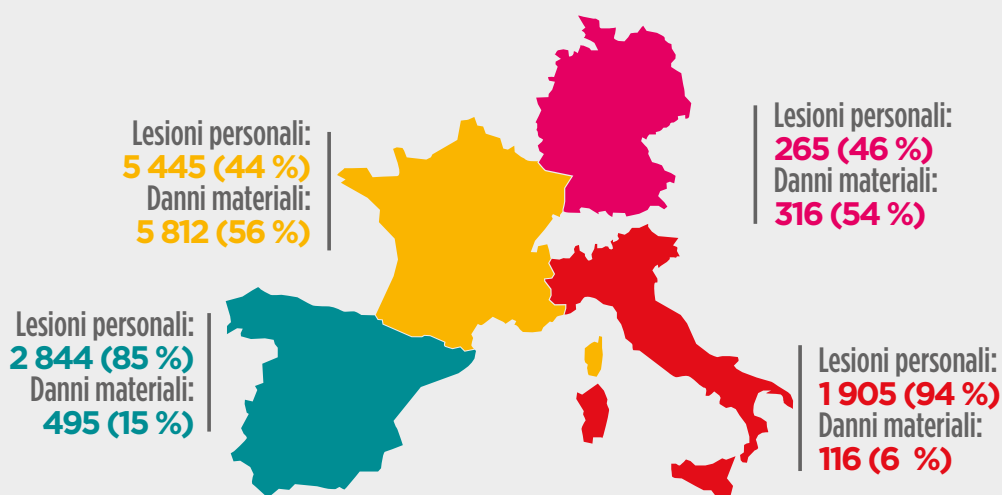 Lesioni personali:
5 445 (44 %)
Danni materiali:
5 812 (56 %)
Lesioni personali:
265 (46 %)
Danni materiali:
316 (54 %)
Lesioni personali:
2 844 (85 %)
Danni materiali:
495 (15 %)
Lesioni personali:
1 905 (94 %)
Danni materiali:
116 (6 %)